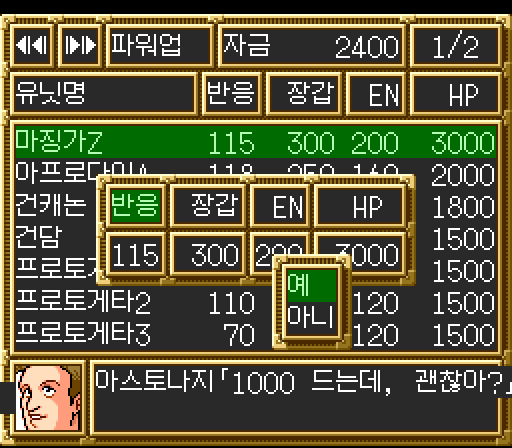 파워업 자금 2400 1/2
유닛명 반응 장갑 EN HP
마징가Z 115 300 200 3000
2000
건캐논 1800
건담 1500
1500
프로토게타2 110 120 1500
프로토게타3 70 120 1500
반응 장갑 EN HP
115 300 3000
예
아니
아스토나지「1000 드는데, 괜찮아?」